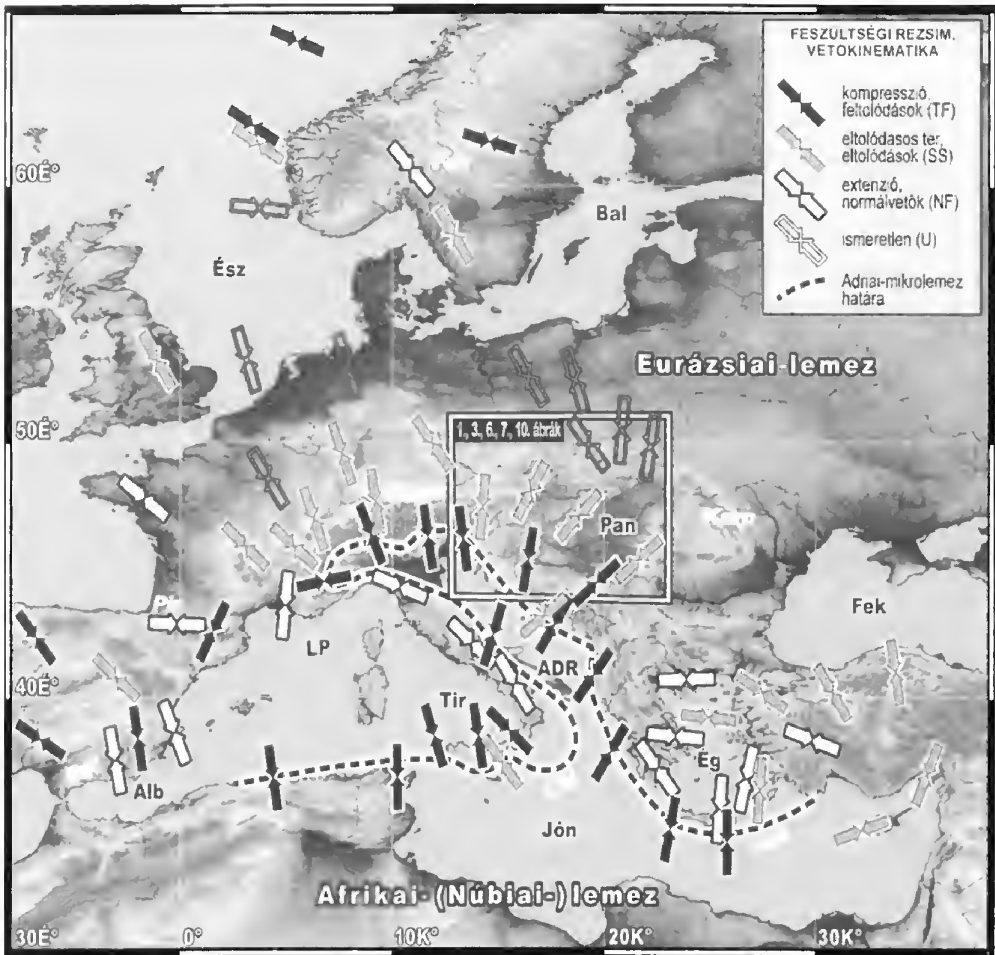 FESZÜLTSÉGI REZSIM,
VETOKINEMATIKA
kompresszió,
feltolódások (TF)
eltolódásos tér,
eltolódások (SS)
extenzió,
normálvetők (NF)
ismeretlen (U)
Adriai-mikrolemez
határa
60É°
Bal
Ész
Eurázsiai-lemez
50É°
1., 3., 6., 7., 10. ábrák
Pan
Fek
LP
ADR
40É°
Tir
Ég
Alb
Jón
Afrikai- (Núbiai-) lemez
30É°
0°
10K°
20K°
30K°